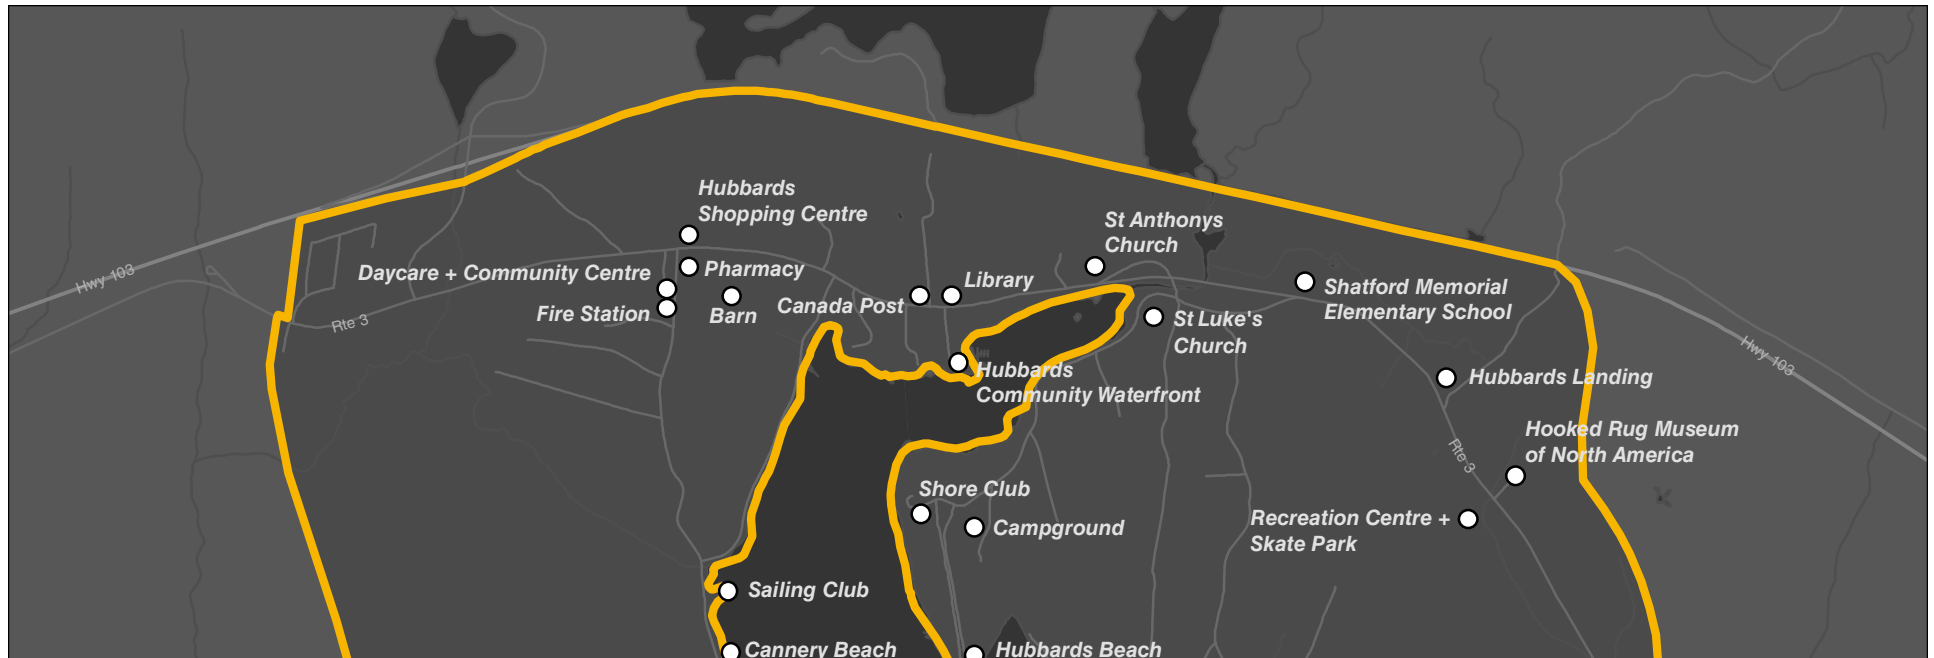 Hubbards
Shopping Centre
St Anthonys
Church
Hwy 103
Daycare + Community Centre
Pharmacy
Library
Fire Station
Barn
Canada Post
Shatford Memorial
Elementary School
Rte 3
St Luke's
Church
Hwy 103
Hubbards
Community Waterfront
Hubbards Landing
Hooked Rug Museum
of North America
Rte 3
Shore Club
Campground
Recreation Centre +
Skate Park
Sailing Club
Cannery Beach
Hubbards Beach